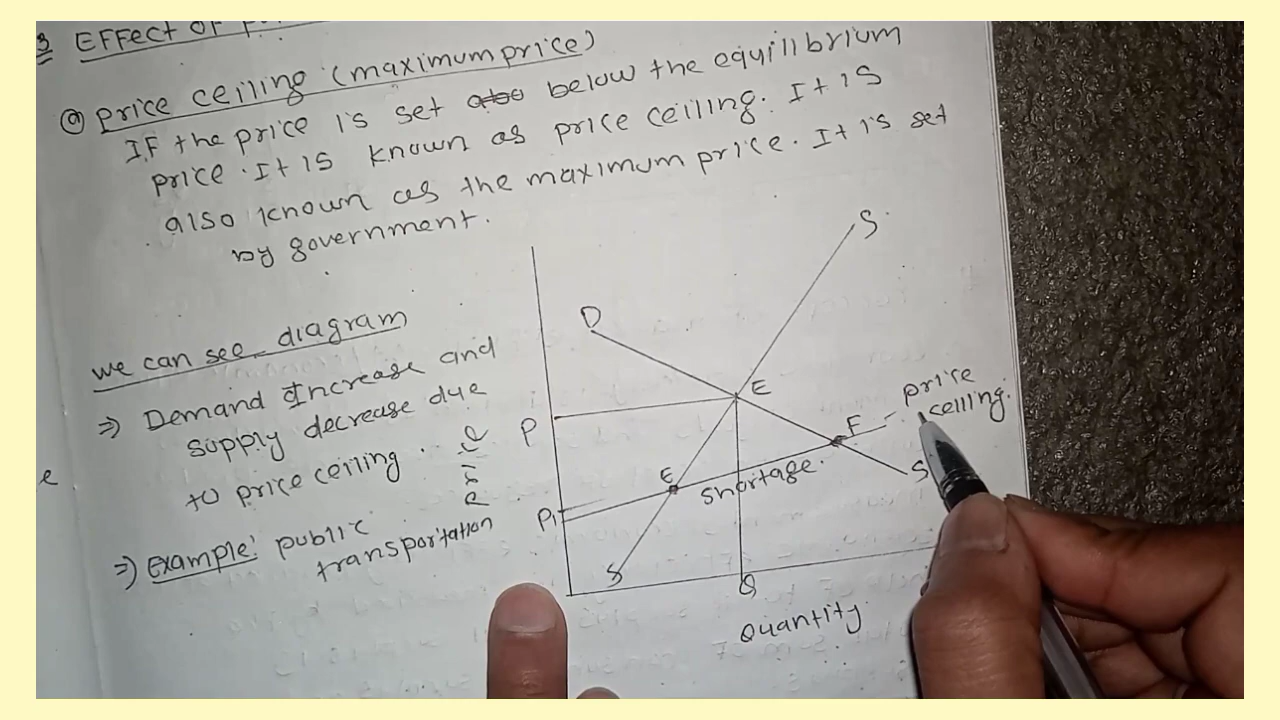 3 Effect of
ⓐ price ceiling (maximum price)
If the price is set below the equilibrium
price. It is known as price ceiling. It is
also known as the maximum price. It is set
by government.
we can see diagram
⇒ Demand Increase and
supply decrease due
to price ceiling.
⇒ Example: public
transportation
e
price
S
D
E
P
F
price
ceiling.
E
shortage.
S
P1
S
Q
Quantity